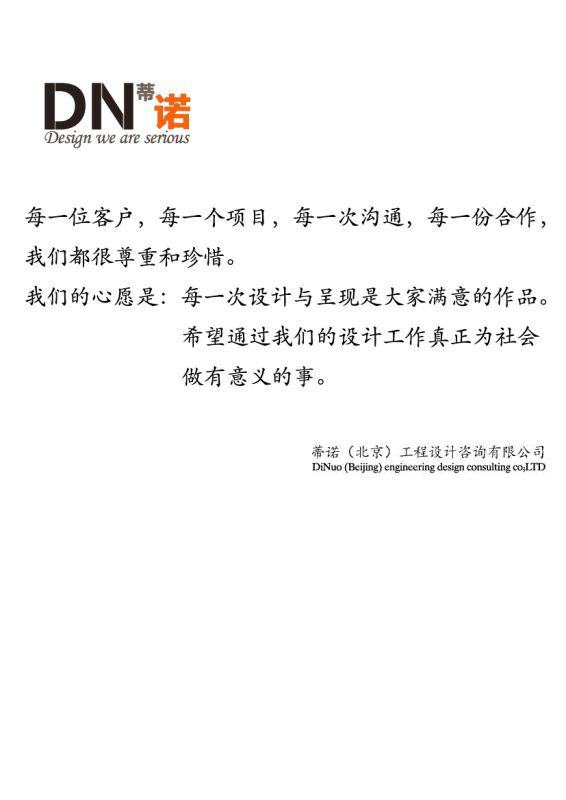 DN蒂诺
Design we are serious
每一位客户，每一个项目，每一次沟通，每一份合作，
我们都很尊重和珍惜。
我们的心愿是：每一次设计与呈现是大家满意的作品。
希望通过我们的设计工作真正为社会
做有意义的事。
蒂诺（北京）工程设计咨询有限公司
DiNuo (Beijing) engineering design consulting co;LTD